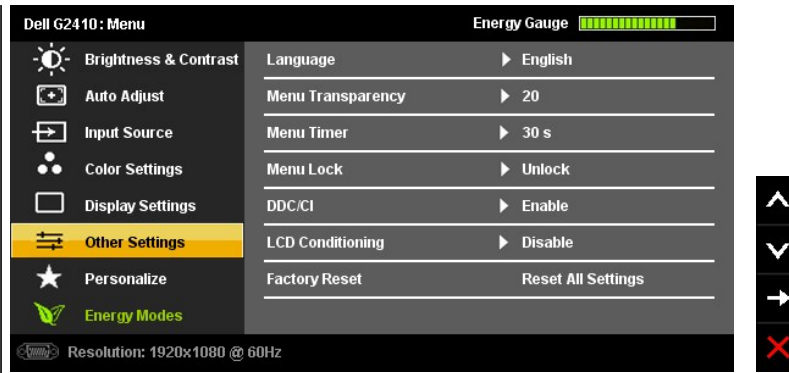 Dell G2410 : Menu Energy Gauge
Brightness & Contrast Language English
Auto Adjust Menu Transparency 20
Input Source Menu Timer 30 s
Color Settings Menu Lock Unlock
Display Settings DDC/CI Enable
Other Settings LCD Conditioning Disable
Personalize Factory Reset Reset All Settings
Energy Modes
Resolution: 1920x1080 @ 60Hz